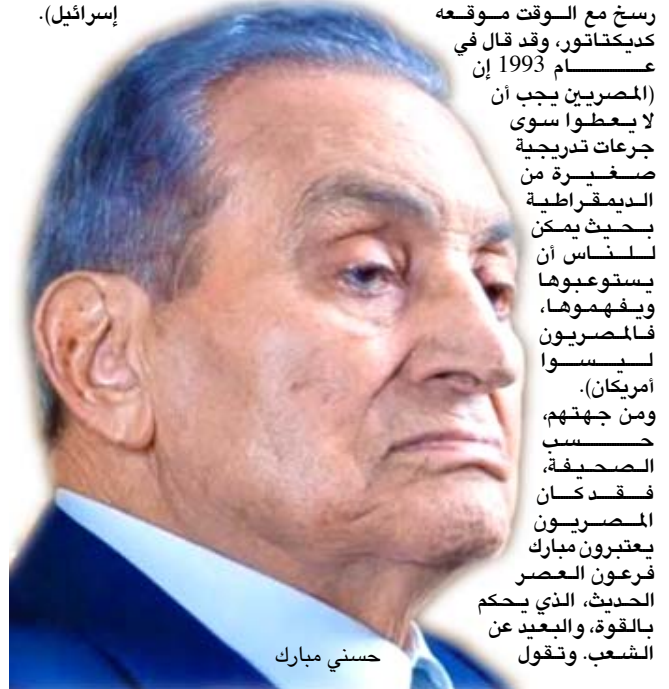 إسرائيل).
رسخ مع الوقت موقعه
كديكتاتور، وقد قال في
عام 1993 إن
(المصريين يجب أن
لا يعطوا سوى
جرعات تدريجية
صغيرة من
الديمقراطية
بحيث يمكن
للناس أن
يستوعبوها
ويفهموها،
فالمصريون
ليسوا
أمريكان).
ومن جهتهم،
حسب
الصحيفة،
فقد كان
المصريون
يعتبرون مبارك
فرعون العصر
الحديث، الذي يحكم
بالقوة، والبعيد عن
الشعب. وتقول
حسني مبارك